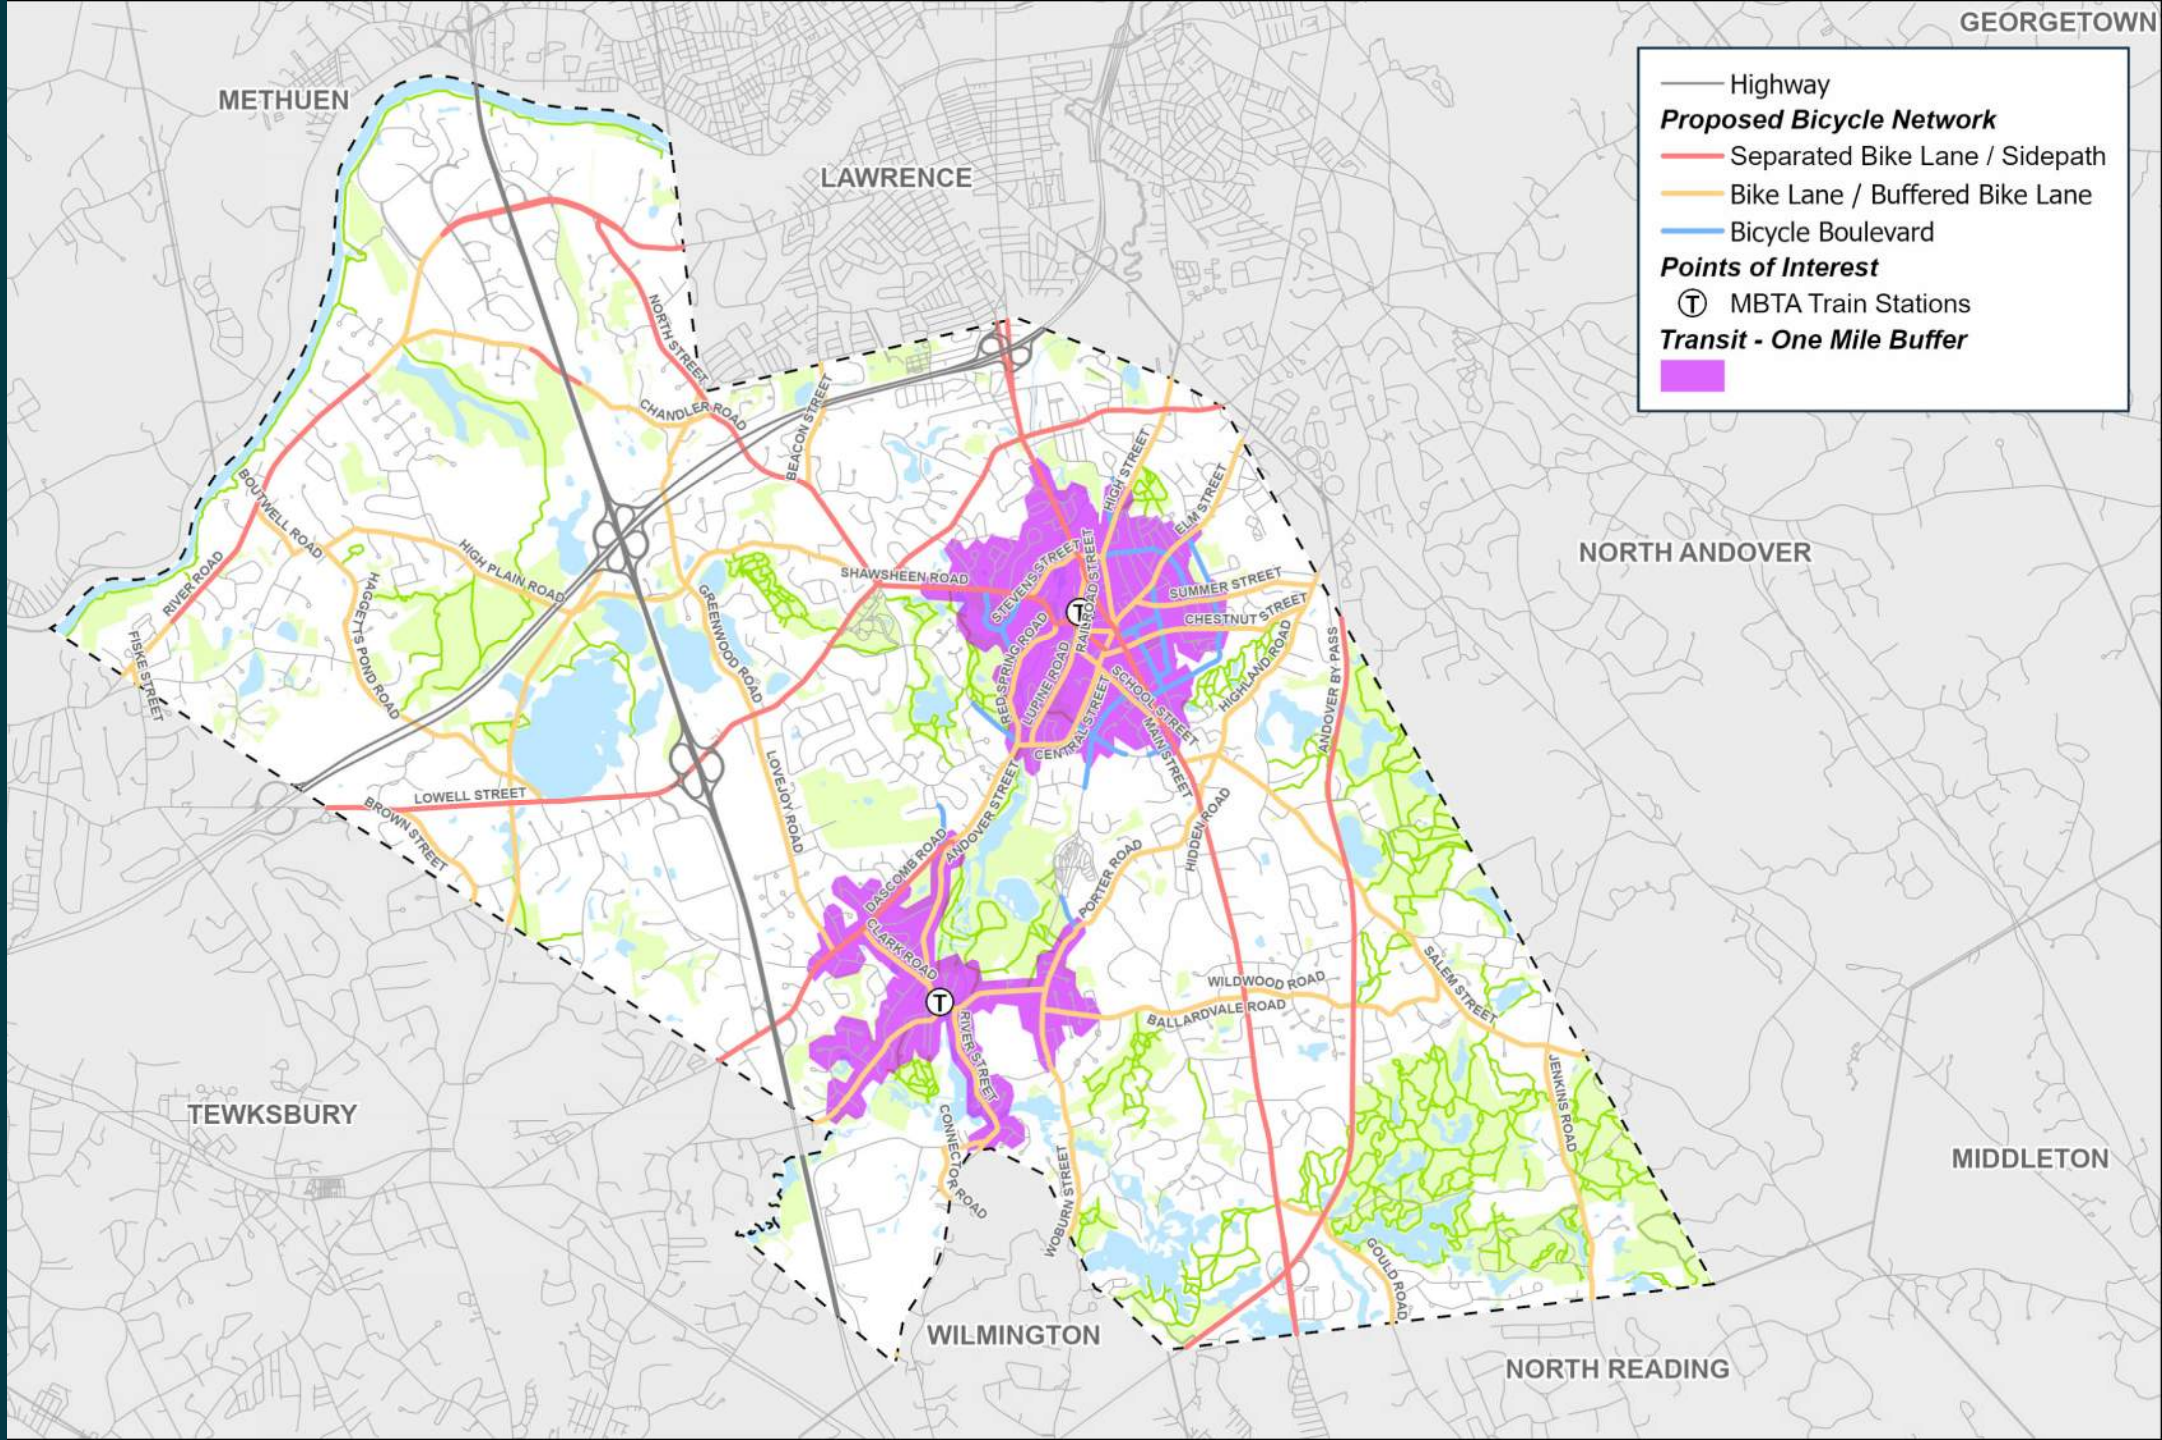 GEORGETOWN
Highway
Proposed Bicycle Network
Separated Bike Lane / Sidepath
Bike Lane / Buffered Bike Lane
Bicycle Boulevard
Points of Interest
T MBTA Train Stations
Transit - One Mile Buffer
METHUEN
LAWRENCE
NORTH STREET
CHANDLER ROAD
BEACON STREET
HIGH STREET
ELM STREET
BOUTWELL ROAD
HIGH PLAIN ROAD
RIVER ROAD
HAGGETTS POND ROAD
FISKE STREET
SHAWSHEEN ROAD
STEVENS STREET
RAILROAD STREET
T
SUMMER STREET
CHESTNUT STREET
NORTH ANDOVER
GREENWOOD ROAD
RED SPRING ROAD
LUPINE ROAD
CENTRAL STREET
SCHOOL STREET
MAIN STREET
HIGHLAND ROAD
ANDOVER BY PASS
LOWELL STREET
BROWN STREET
LOVEJOY ROAD
ANDOVER STREET
DASCOMB ROAD
HIDDEN ROAD
PORTER ROAD
CLARK ROAD
T
RIVER STREET
WILDWOOD ROAD
BALLARDVALE ROAD
SALEM STREET
JENKINS ROAD
TEWKSBURY
CONNECTOR ROAD
WOBURN STREET
GOULD ROAD
MIDDLETON
WILMINGTON
NORTH READING